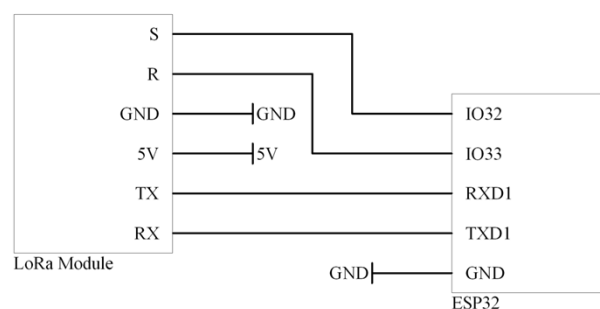 S
R
GND GND
IO32
5V 5V
IO33
TX
RXD1
RX
TXD1
LoRa Module
GND GND
ESP32